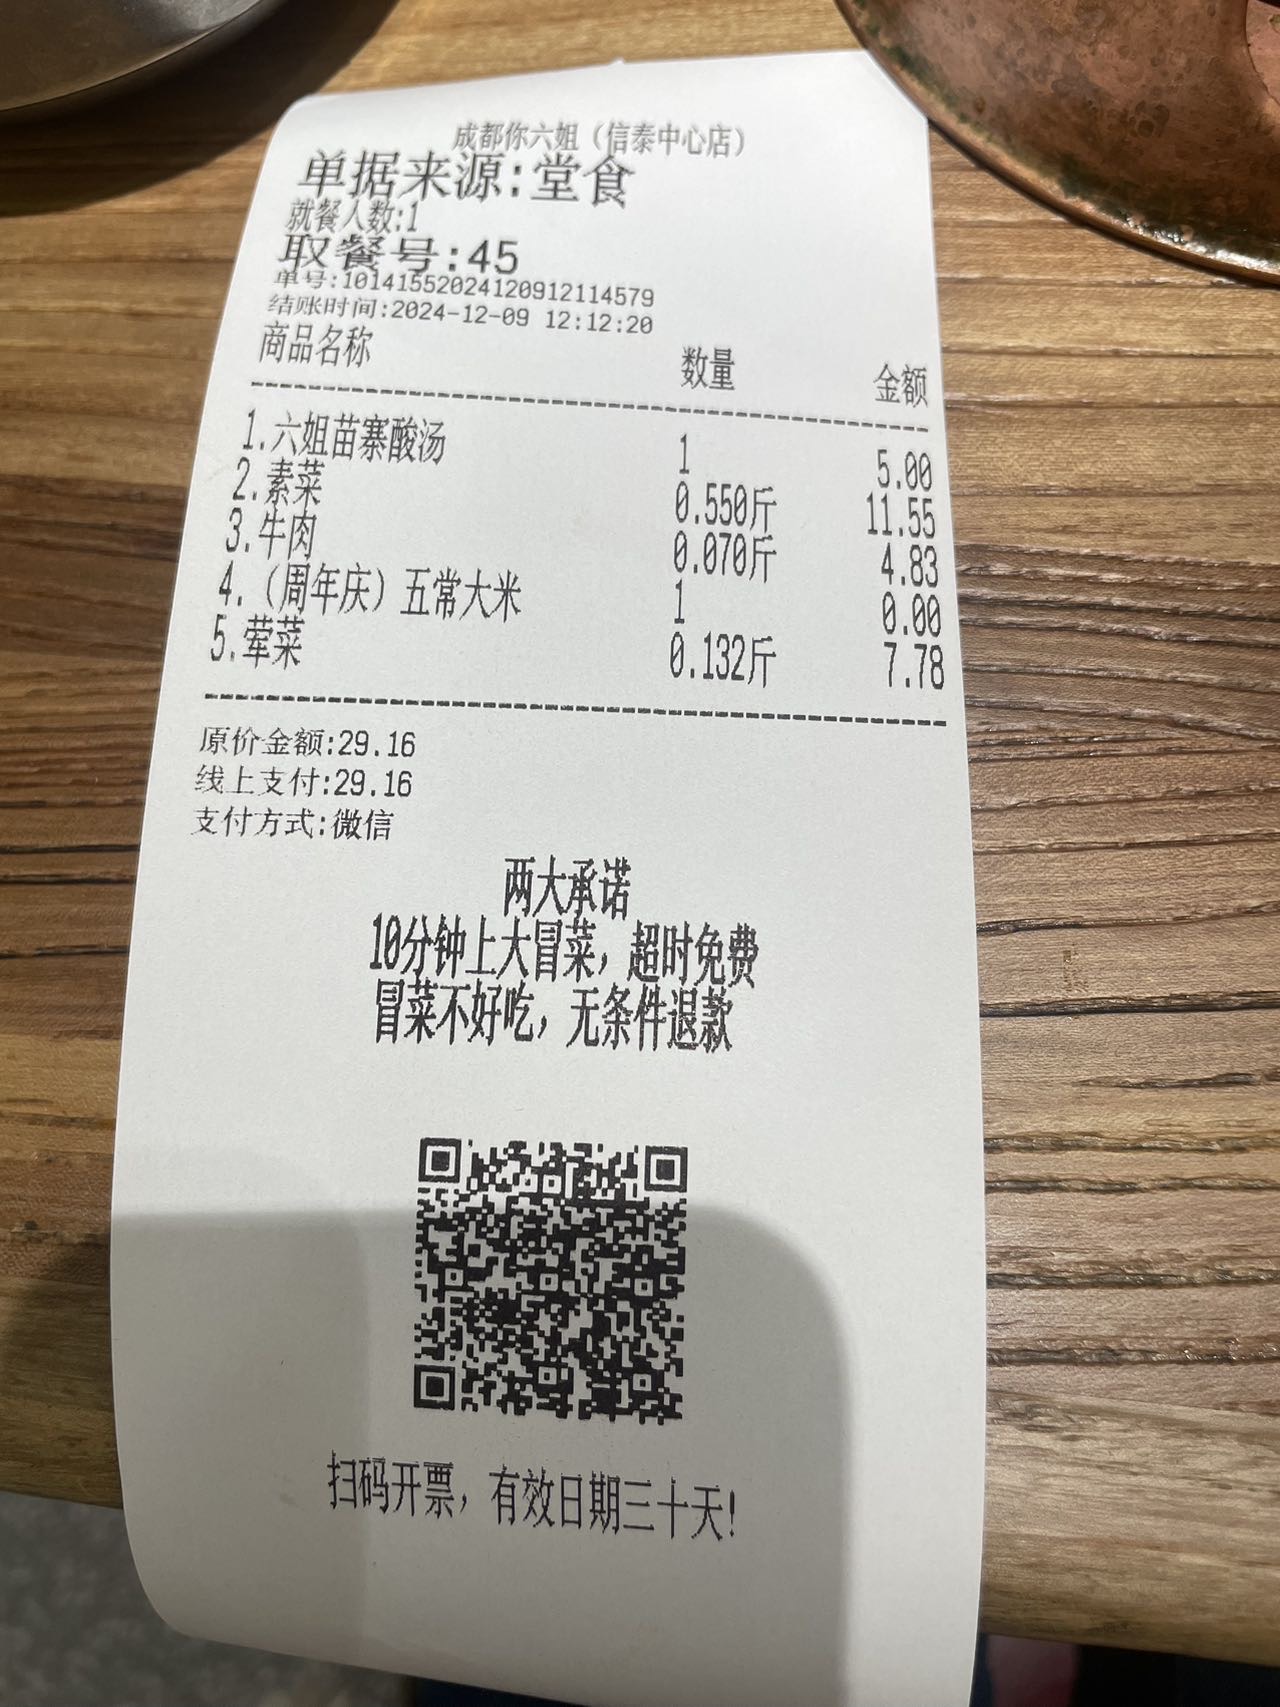 成都你六姐（信泰中心店）
单据来源:堂食
就餐人数:1
取餐号:45
单号:10141552024120912114579
结账时间:2024-12-09 12:12:20
商品名称 数量 金额
1.六姐苗寨酸汤 1 5.00
2.素菜 0.550斤 11.55
3.牛肉 0.070斤 4.83
4.（周年庆）五常大米 1 0.00
5.荤菜 0.132斤 7.78
原价金额:29.16
线上支付:29.16
支付方式:微信
两大承诺
10分钟上大冒菜，超时免费
冒菜不好吃，无条件退款
扫码开票，有效日期三十天!